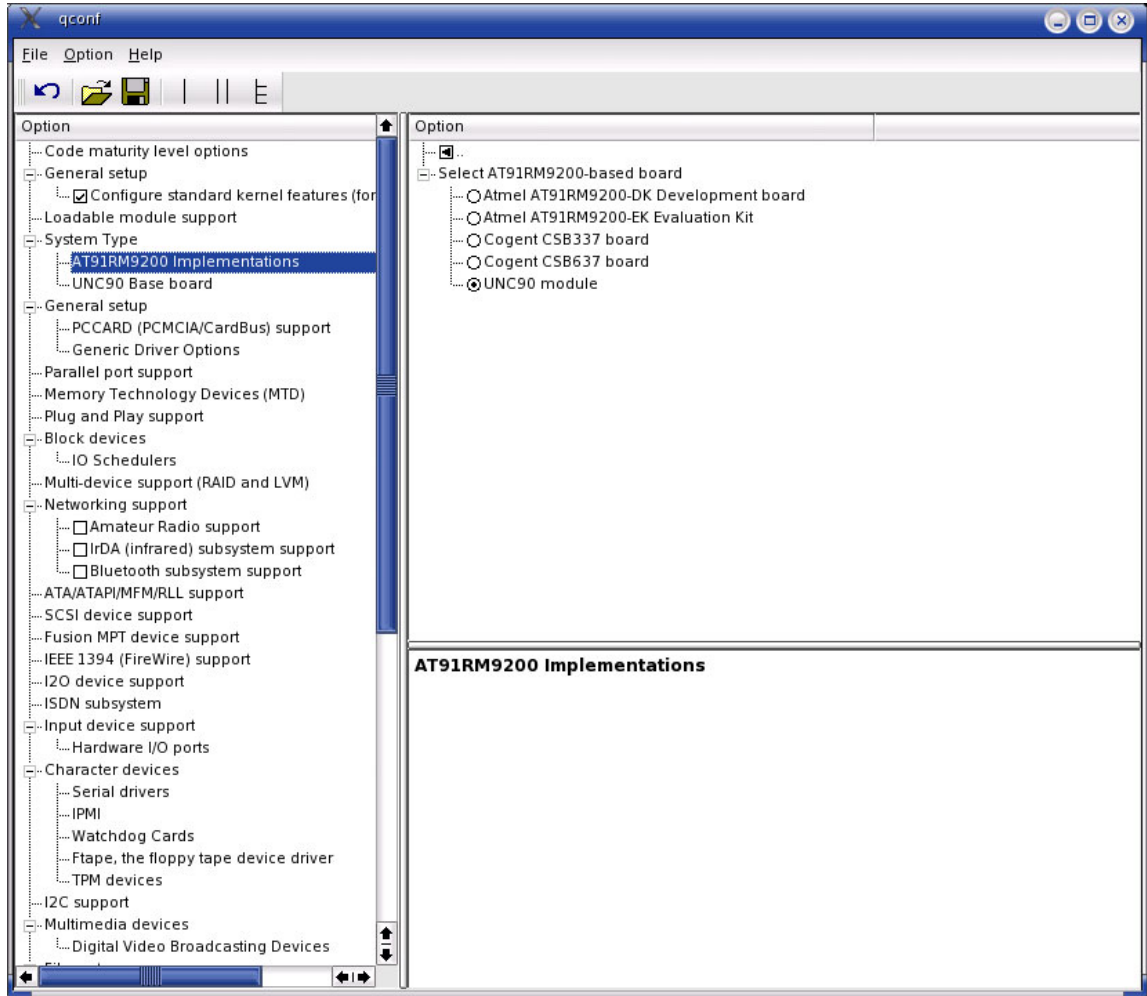 qconf
File Option Help
Option
Code maturity level options
General setup
Configure standard kernel features (for
Loadable module support
System Type
AT91RM9200 Implementations
UNC90 Base board
General setup
PCCARD (PCMCIA/CardBus) support
Generic Driver Options
Parallel port support
Memory Technology Devices (MTD)
Plug and Play support
Block devices
IO Schedulers
Multi-device support (RAID and LVM)
Networking support
Amateur Radio support
IrDA (infrared) subsystem support
Bluetooth subsystem support
ATA/ATAPI/MFM/RLL support
SCSI device support
Fusion MPT device support
IEEE 1394 (FireWire) support
I2O device support
ISDN subsystem
Input device support
Hardware I/O ports
Character devices
Serial drivers
IPMI
Watchdog Cards
Ftape, the floppy tape device driver
TPM devices
I2C support
Multimedia devices
Digital Video Broadcasting Devices
Option
..
Select AT91RM9200-based board
Atmel AT91RM9200-DK Development board
Atmel AT91RM9200-EK Evaluation Kit
Cogent CSB337 board
Cogent CSB637 board
UNC90 module
AT91RM9200 Implementations